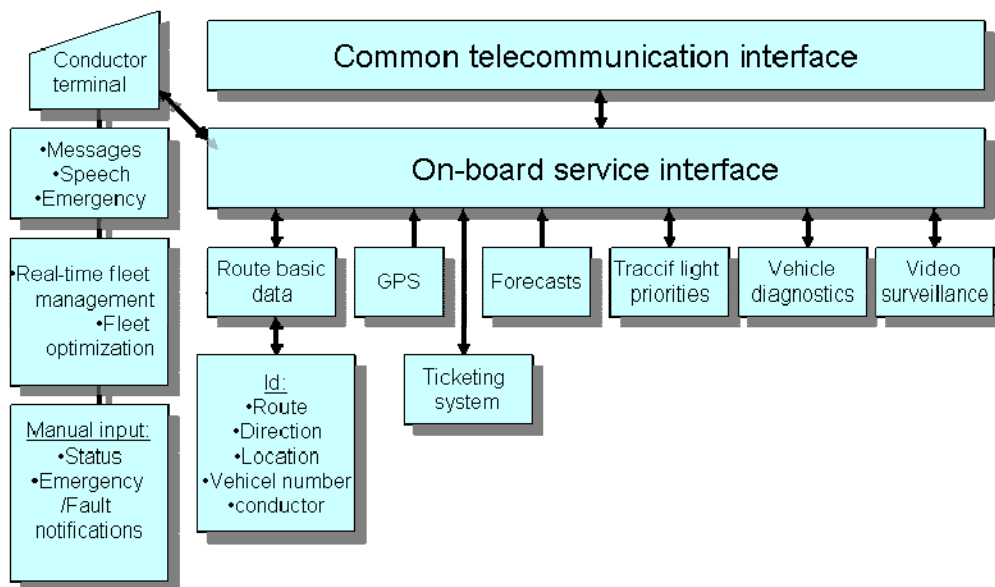 Conductor
terminal
Common telecommunication interface
•Messages
•Speech
•Emergency
On-board service interface
•Real-time fleet
management
•Fleet
optimization
Route basic
data
GPS
Forecasts
Traccif light
priorities
Vehicle
diagnostics
Video
surveillance
Manual input:
•Status
•Emergency
/Fault
notifications
Id:
•Route
•Direction
•Location
•Vehicel number
•conductor
Ticketing
system